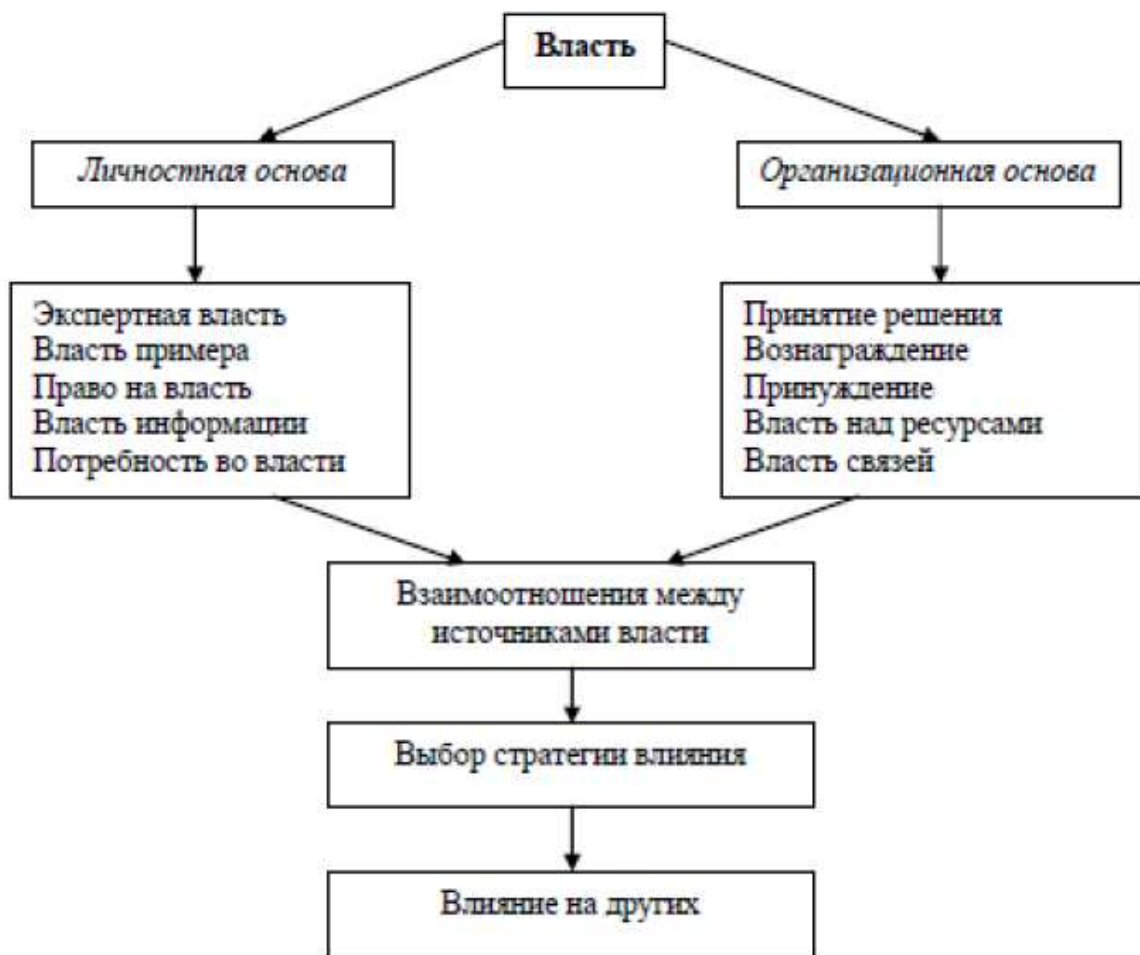 Власть
Личностная основа
Организационная основа
Экспертная власть
Власть примера
Право на власть
Власть информации
Потребность во власти
Принятие решения
Вознаграждение
Принуждение
Власть над ресурсами
Власть связей
Взаимоотношения между
источниками власти
Выбор стратегии влияния
Влияние на других